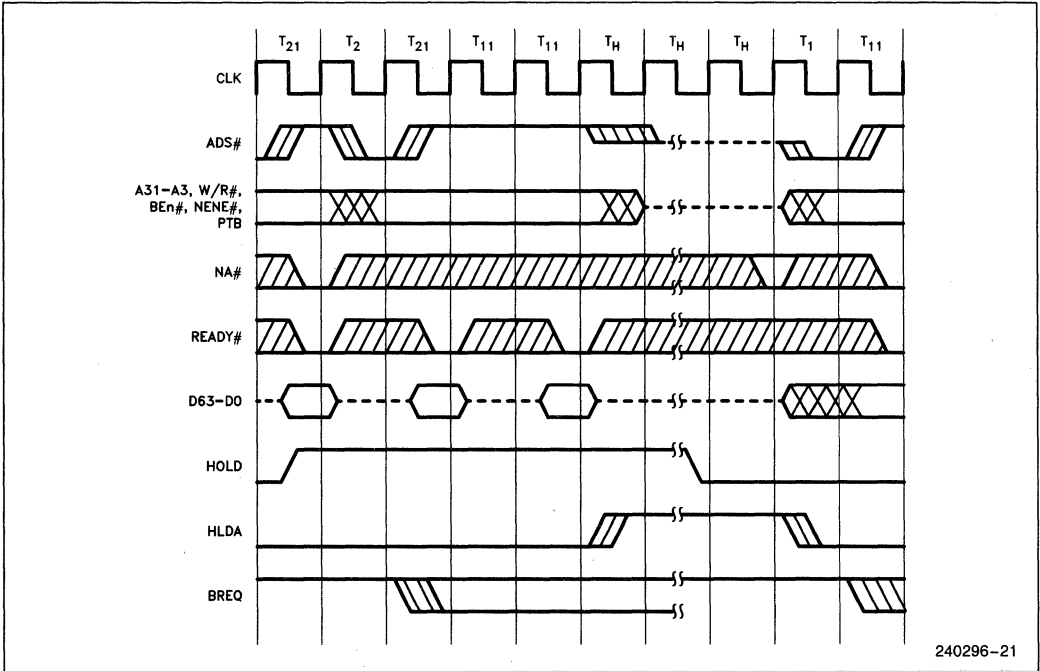 T21 T2 T21 T11 T11 TH TH TH T1 T11
CLK
ADS#
A31–A3, W/R#,
BEn#, NENE#,
PTB
NA#
READY#
D63–D0
HOLD
HLDA
BREQ
240296–21